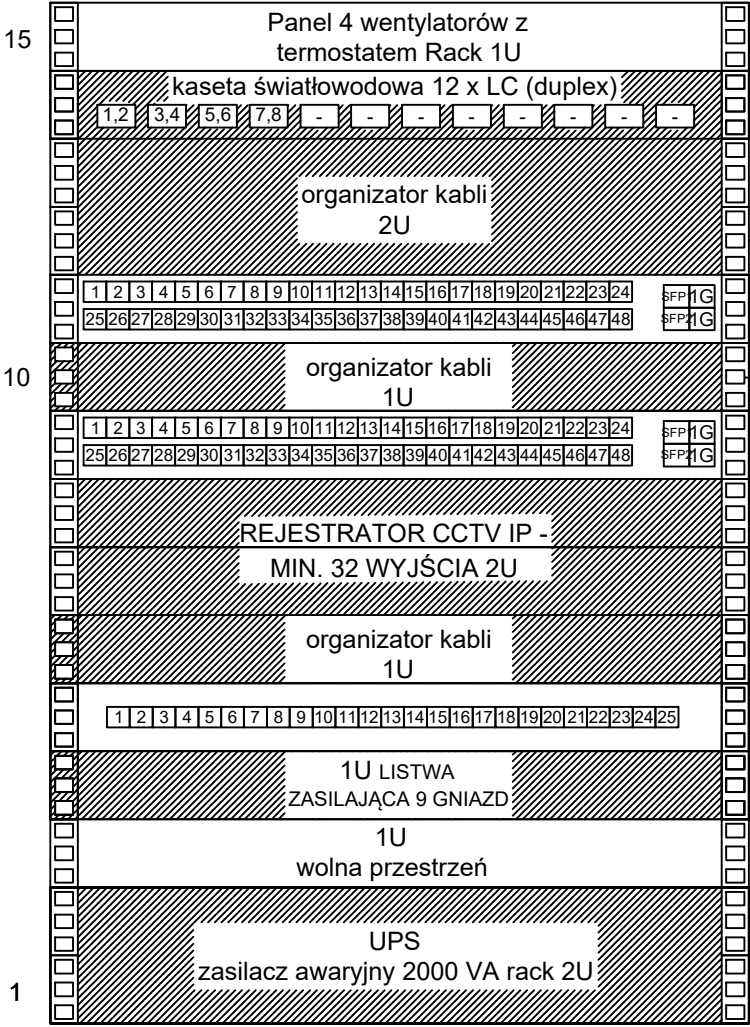 15
Panel 4 wentylatorów z
termostatem Rack 1U
kaseta światłowodowa 12 x LC (duplex)
1,2 3,4 5,6 7,8 - - - - - - - -
organizator kabli
2U
1 2 3 4 5 6 7 8 9 10 11 12 13 14 15 16 17 18 19 20 21 22 23 24 SFP1 1G
25 26 27 28 29 30 31 32 33 34 35 36 37 38 39 40 41 42 43 44 45 46 47 48 SFP2 1G
10
organizator kabli
1U
1 2 3 4 5 6 7 8 9 10 11 12 13 14 15 16 17 18 19 20 21 22 23 24 SFP1 1G
25 26 27 28 29 30 31 32 33 34 35 36 37 38 39 40 41 42 43 44 45 46 47 48 SFP2 1G
REJESTRATOR CCTV IP -
MIN. 32 WYJŚCIA 2U
organizator kabli
1U
1 2 3 4 5 6 7 8 9 10 11 12 13 14 15 16 17 18 19 20 21 22 23 24 25
1U LISTWA
ZASILAJĄCA 9 GNIAZD
1U
wolna przestrzeń
UPS
zasilacz awaryjny 2000 VA rack 2U
1